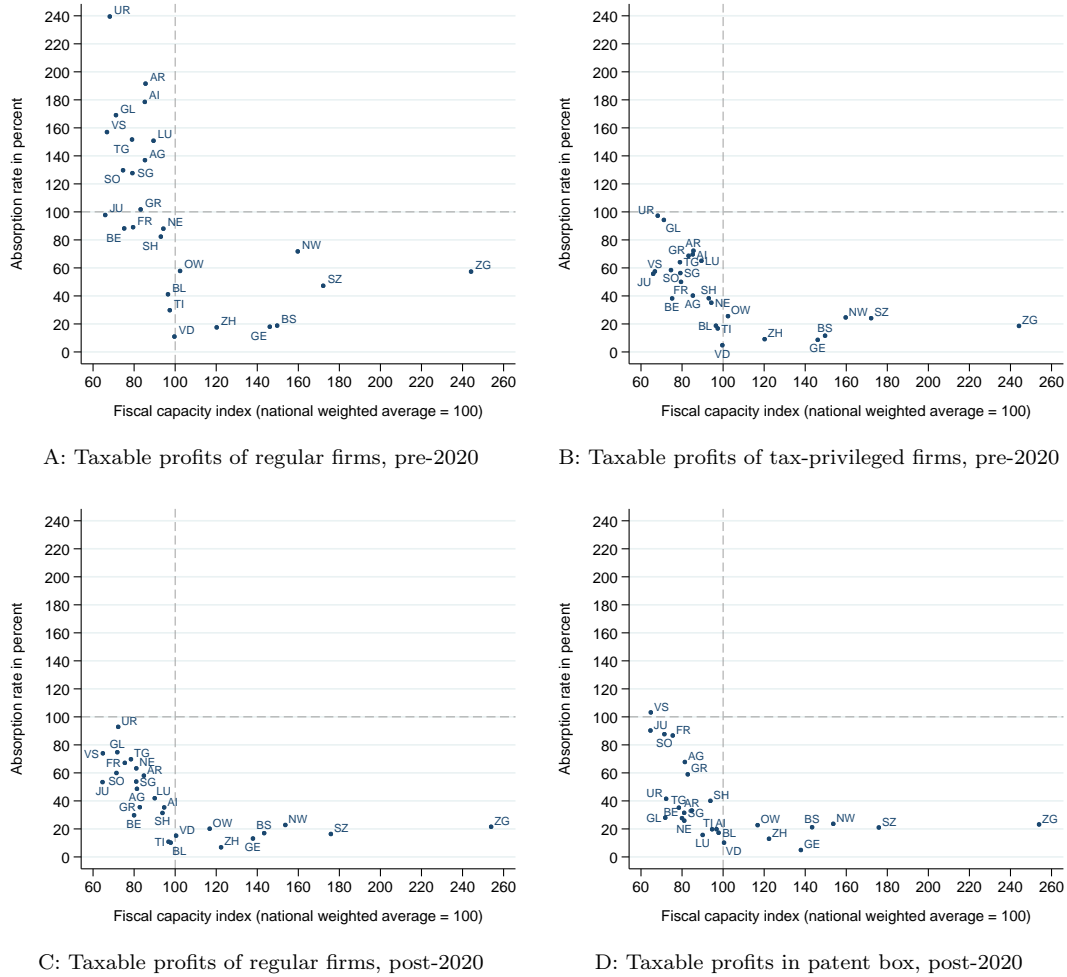 UR
AR
AI
GL
VS
LU
TG
AG
SO
SG
JU
GR
FR
NE
BE
SH
NW
OW
SZ
ZG
BL
TI
VD
ZH
BS
GE
240
220
200
180
160
140
120
100
80
60
40
20
0
Absorption rate in percent
60 80 100 120 140 160 180 200 220 240 260
Fiscal capacity index (national weighted average = 100)
A: Taxable profits of regular firms, pre-2020
UR
GL
AR
GR
AI
TG
LU
VS
JU
SO
SG
FR
BE
AG
SH
NE
OW
BL
TI
VD
ZH
BS
GE
NW
SZ
ZG
240
220
200
180
160
140
120
100
80
60
40
20
0
Absorption rate in percent
60 80 100 120 140 160 180 200 220 240 260
Fiscal capacity index (national weighted average = 100)
B: Taxable profits of tax-privileged firms, pre-2020
UR
GL
VS
TG
FR
NE
AR
SO
SG
JU
AG
LU
GR
AI
BE
SH
VD
TI
BL
OW
ZH
GE
BS
NW
SZ
ZG
240
220
200
180
160
140
120
100
80
60
40
20
0
Absorption rate in percent
60 80 100 120 140 160 180 200 220 240 260
Fiscal capacity index (national weighted average = 100)
C: Taxable profits of regular firms, post-2020
VS
JU
FR
SO
AG
GR
UR
TG
AR
SH
GL
BE
SG
NE
TI
AI
BL
LU
VD
OW
ZH
BS
GE
NW
SZ
ZG
240
220
200
180
160
140
120
100
80
60
40
20
0
Absorption rate in percent
60 80 100 120 140 160 180 200 220 240 260
Fiscal capacity index (national weighted average = 100)
D: Taxable profits in patent box, post-2020